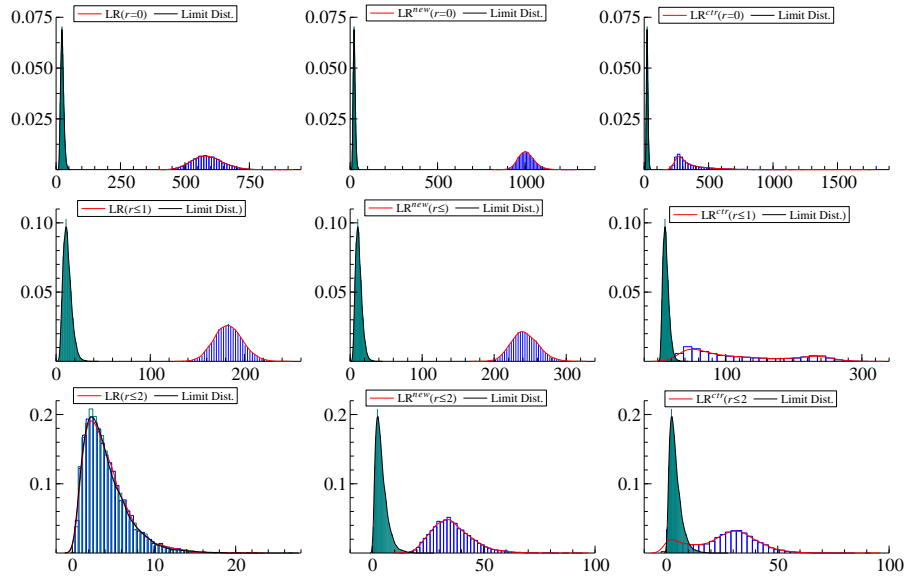 0.075
LR(r=0) Limit Dist.
0.050
0.025
0 250 500 750
0.075
LR^new(r=0) Limit Dist.
0.050
0.025
0 500 1000
0.075
LR^ctr(r=0) Limit Dist.
0.050
0.025
0 500 1000 1500
0.10
LR(r≤1) Limit Dist.)
0.05
0 100 200
0.10
LR^new(r≤) Limit Dist.)
0.05
0 100 200 300
0.10
LR^ctr(r≤1) Limit Dist.)
0.05
0 100 200 300
0.2
LR(r≤2) Limit Dist.
0.1
0 10 20
0.2
LR^new(r≤2) Limit Dist.
0.1
0 50 100
0.2
LR^ctr(r≤2 Limit Dist.
0.1
0 50 100